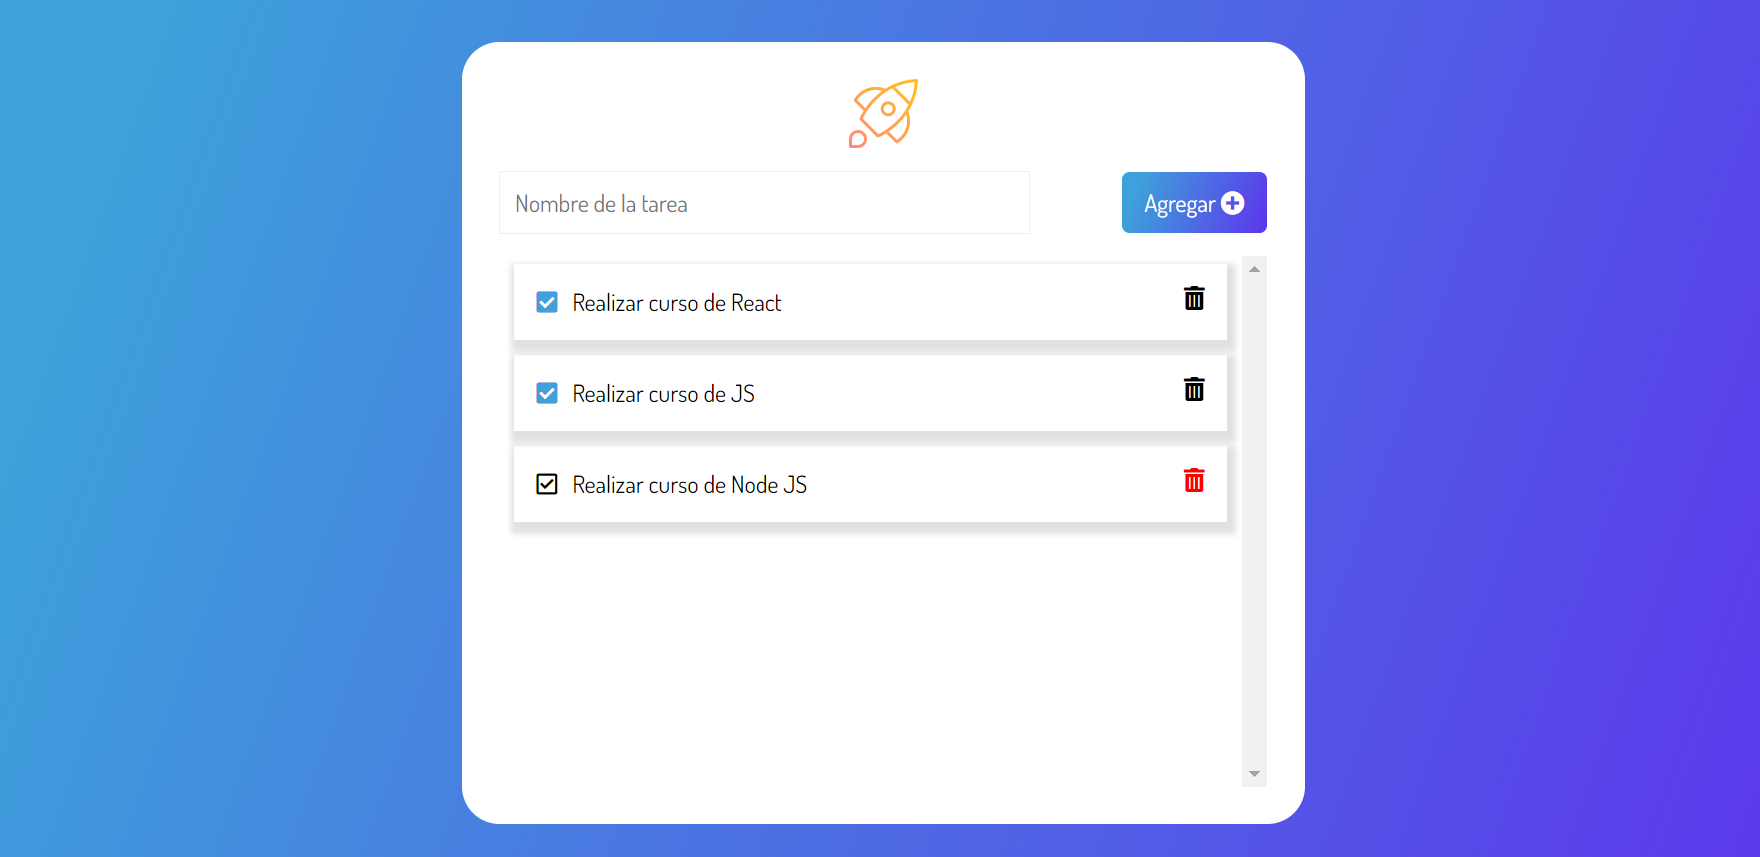 Nombre de la tarea
Agregar
Realizar curso de React
Realizar curso de JS
Realizar curso de Node JS